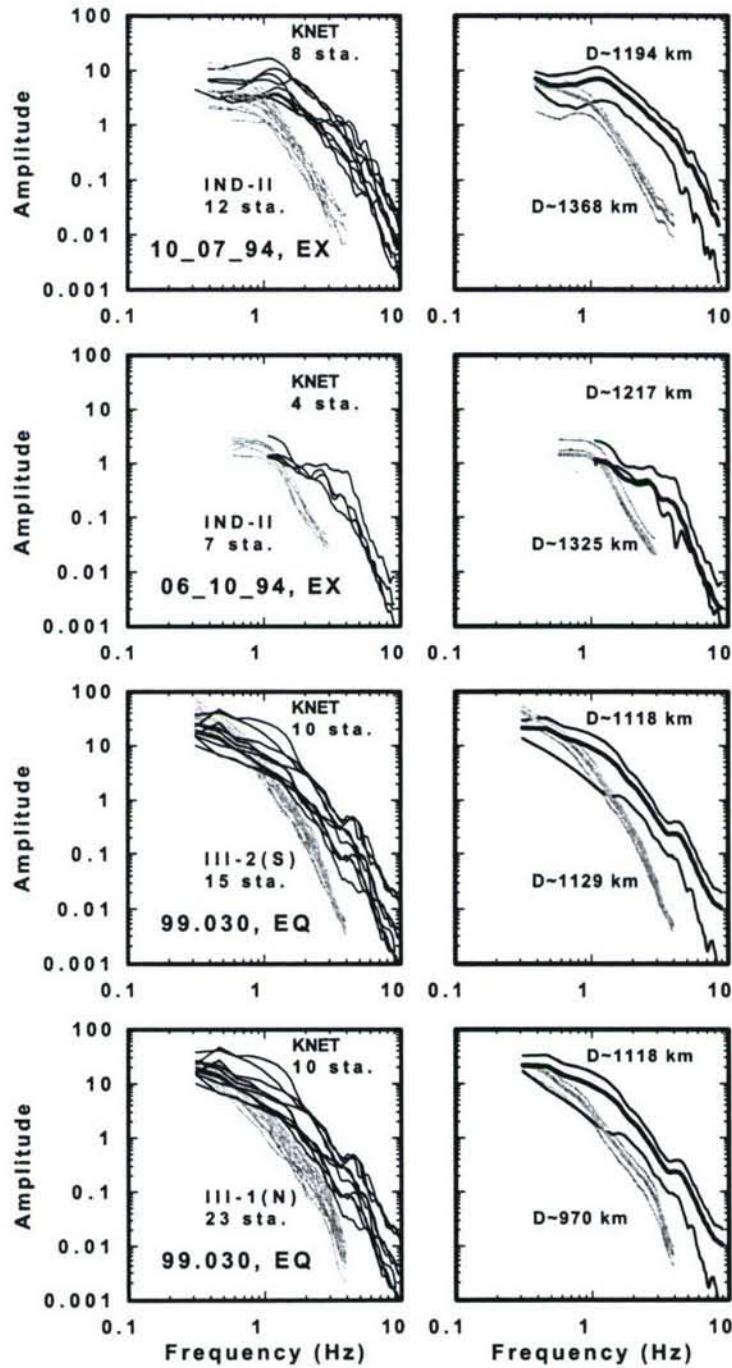 100
10
1
0.1
0.01
0.001
Amplitude
KNET
8 sta.
IND-II
12 sta.
10_07_94, EX
0.1 1 10
D~1194 km
D~1368 km
0.1 1 10
100
10
1
0.1
0.01
0.001
Amplitude
KNET
4 sta.
IND-II
7 sta.
06_10_94, EX
0.1 1 10
D~1217 km
D~1325 km
0.1 1 10
100
10
1
0.1
0.01
0.001
Amplitude
KNET
10 sta.
III-2(S)
15 sta.
99.030, EQ
0.1 1 10
D~1118 km
D~1129 km
0.1 1 10
100
10
1
0.1
0.01
0.001
Amplitude
KNET
10 sta.
III-1(N)
23 sta.
99.030, EQ
0.1 1 10
Frequency (Hz)
D~1118 km
D~970 km
0.1 1 10
Frequency (Hz)